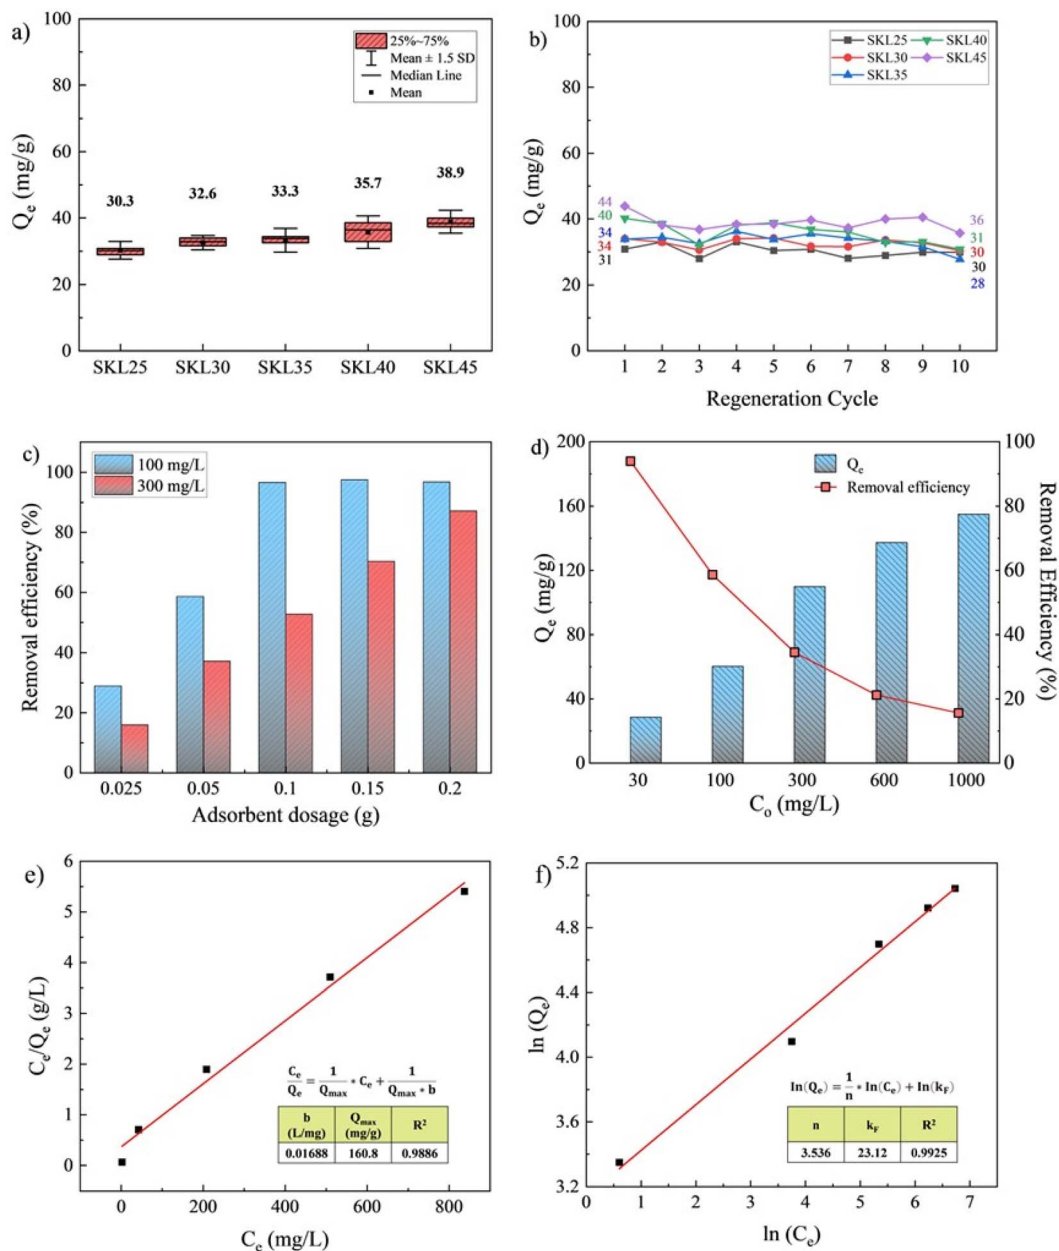 a)
100
80
60
40
20
0
Qe (mg/g)
25%~75%
Mean ± 1.5 SD
Median Line
Mean
30.3
32.6
33.3
35.7
38.9
SKL25 SKL30 SKL35 SKL40 SKL45
b)
100
80
60
40
20
0
Qe (mg/g)
SKL25 SKL40
SKL30 SKL45
SKL35
44
40
34
34
31
36
31
30
30
28
1 2 3 4 5 6 7 8 9 10
Regeneration Cycle
c)
100
80
60
40
20
0
Removal efficiency (%)
100 mg/L
300 mg/L
0.025 0.05 0.1 0.15 0.2
Adsorbent dosage (g)
d)
200
160
120
80
40
0
Qe (mg/g)
Qe
Removal efficiency
100
80
60
40
20
0
Removal Efficiency (%)
30 100 300 600 1000
Co (mg/L)
e)
6
5
4
3
2
1
0
Ce/Qe (g/L)
Ce/Qe = 1/Qmax * Ce + 1/(Qmax * b)
b (L/mg) Qmax (mg/g) R²
0.01688 160.8 0.9886
0 200 400 600 800
Ce (mg/L)
f)
5.2
4.8
4.4
4.0
3.6
3.2
ln (Qe)
ln(Qe) = 1/n * ln(Ce) + ln(kF)
n kF R²
3.536 23.12 0.9925
0 1 2 3 4 5 6 7
ln (Ce)